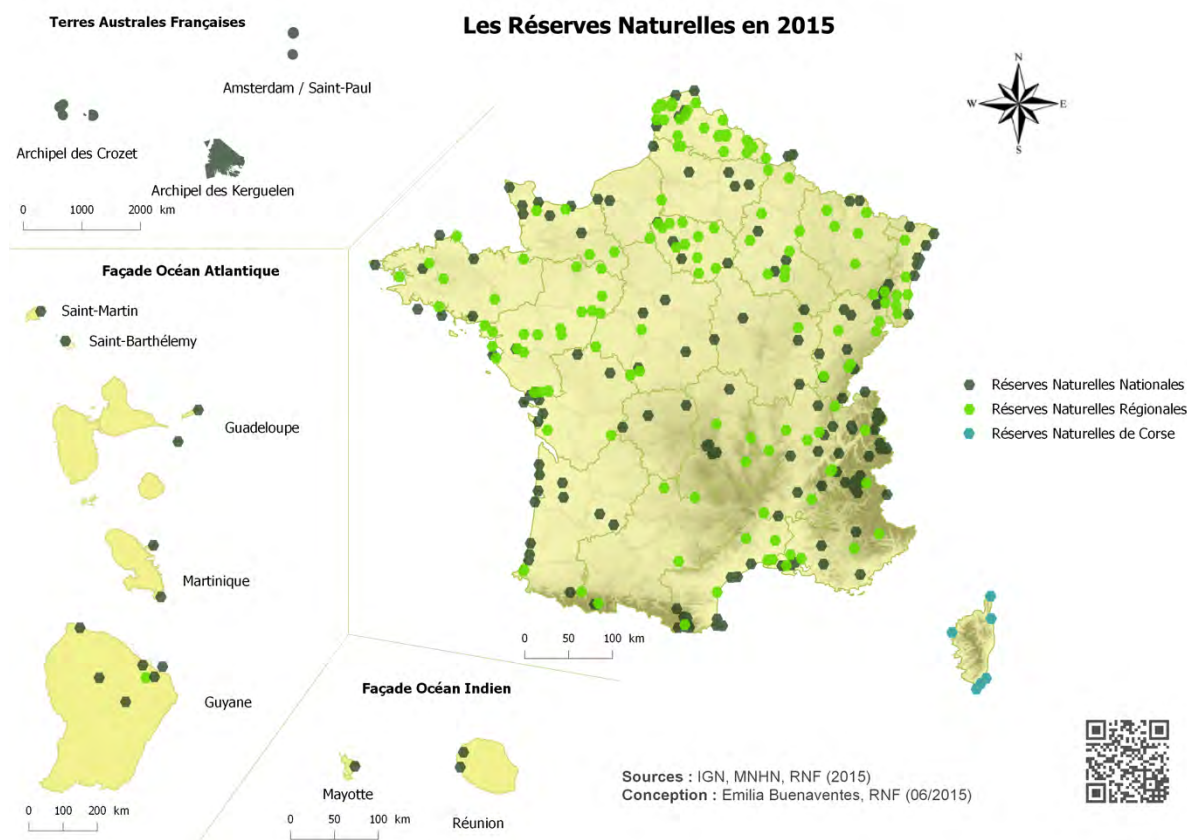 Les Réserves Naturelles en 2015
Terres Australes Françaises
Amsterdam / Saint-Paul
Archipel des Crozet
Archipel des Kerguelen
0 1000 2000 km
N
W E
S
Façade Océan Atlantique
Saint-Martin
Saint-Barthélemy
Guadeloupe
Martinique
Guyane
0 100 200 km
Réserves Naturelles Nationales
Réserves Naturelles Régionales
Réserves Naturelles de Corse
0 50 100 km
Façade Océan Indien
Mayotte
Réunion
0 50 100 km
Sources : IGN, MNHN, RNF (2015)
Conception : Emilia Buenaventes, RNF (06/2015)